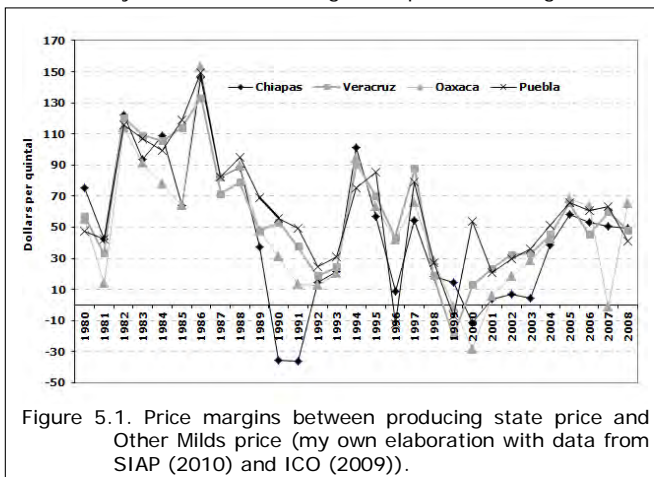 170
150
130
110
90
70
50
30
10
-10
-30
-50
Dollars per quintal
Chiapas Veracruz Oaxaca Puebla
1980 1981 1982 1983 1984 1985 1986 1987 1988 1989 1990 1991 1992 1993 1994 1995 1996 1997 1998 1999 2000 2001 2002 2003 2004 2005 2006 2007 2008
Figure 5.1. Price margins between producing state price and
Other Milds price (my own elaboration with data from
SIAP (2010) and ICO (2009)).